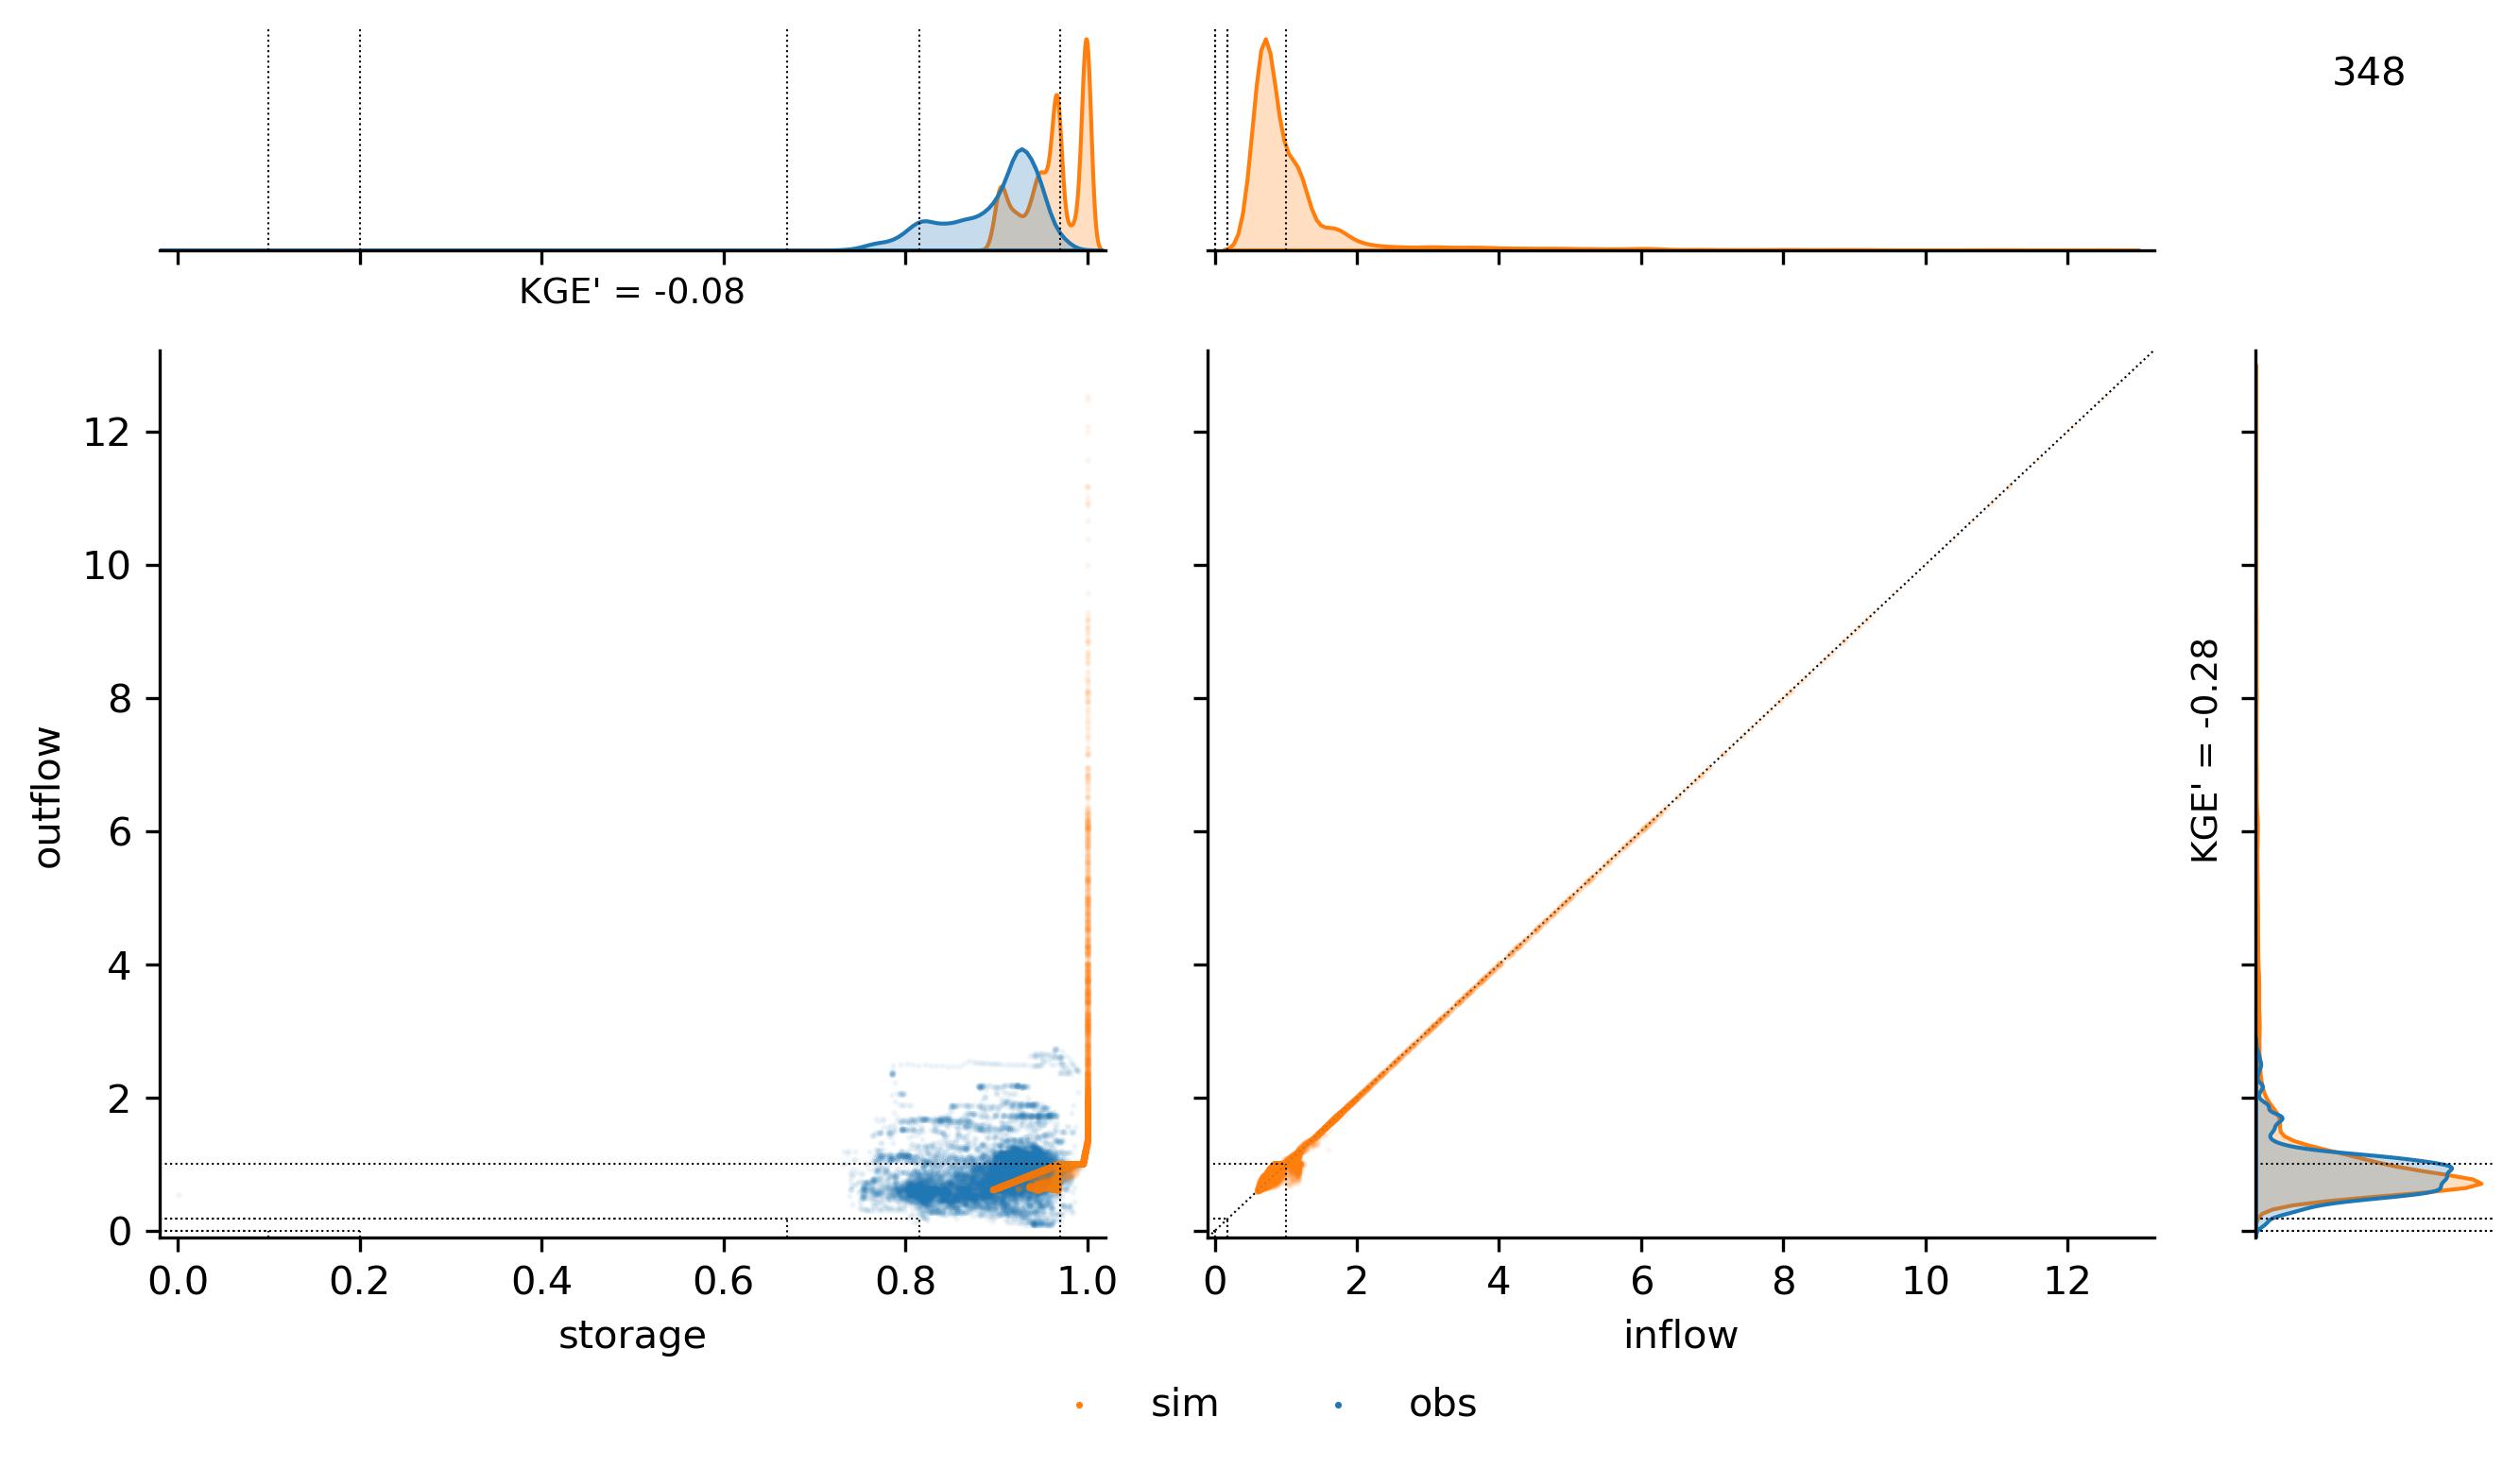 348
KGE' = -0.08
12
10
8
6
4
2
0
outflow
KGE' = -0.28
0.0 0.2 0.4 0.6 0.8 1.0
0 2 4 6 8 10 12
storage
inflow
sim obs